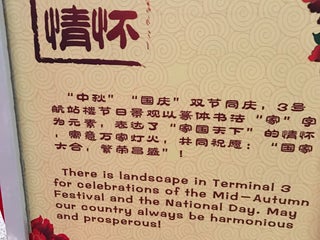 情怀
“中秋”“国庆”双节同庆，3号
航站楼节日景观以篆体书法“家”字
为元素，表达了“家国天下”的情怀
，寓意万家灯火，共同祝愿：“国家
大合，繁荣昌盛”！
There is landscape in Terminal 3
for celebrations of the Mid-Autumn
Festival and the National Day. May
our country always be harmonious
and prosperous!